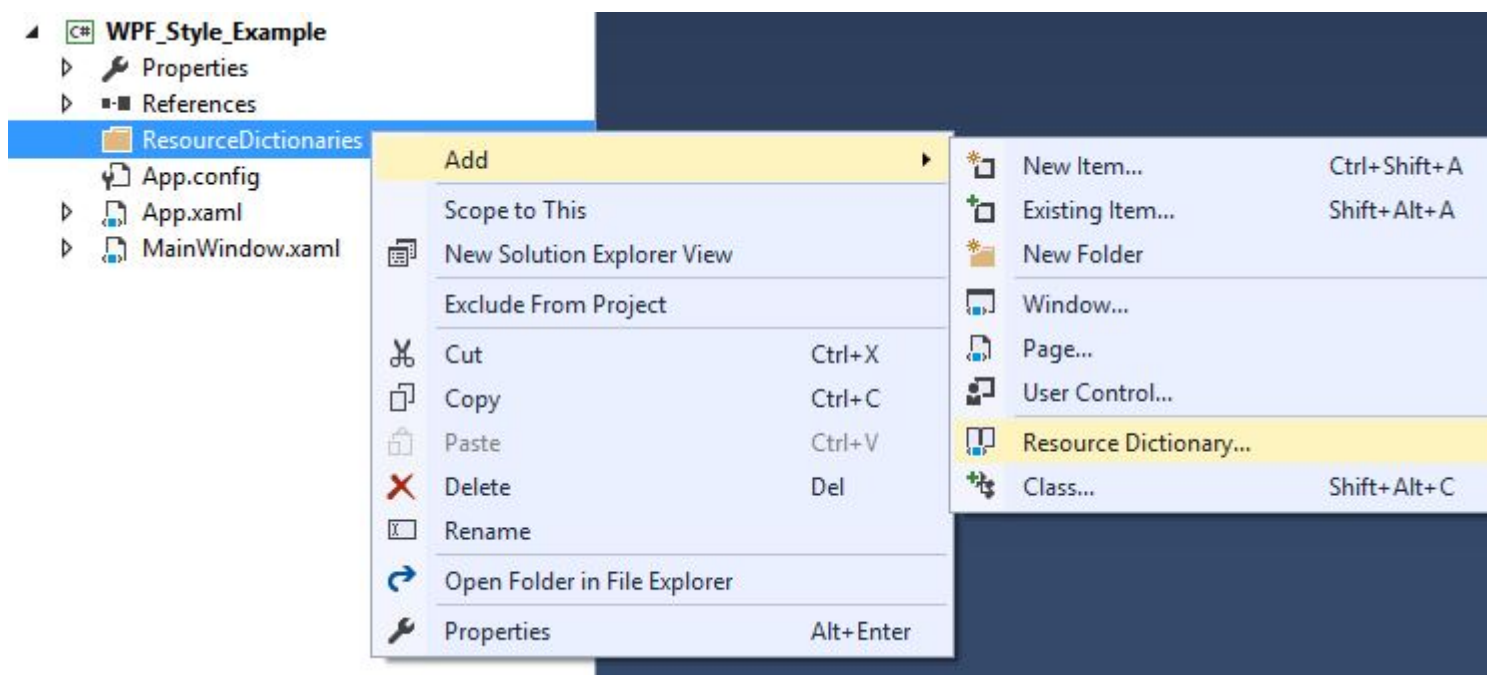 C# WPF_Style_Example
Properties
References
ResourceDictionaries
App.config
App.xaml
MainWindow.xaml
Add
Scope to This
New Solution Explorer View
Exclude From Project
Cut Ctrl+X
Copy Ctrl+C
Paste Ctrl+V
Delete Del
Rename
Open Folder in File Explorer
Properties Alt+Enter
New Item... Ctrl+Shift+A
Existing Item... Shift+Alt+A
New Folder
Window...
Page...
User Control...
Resource Dictionary...
Class... Shift+Alt+C